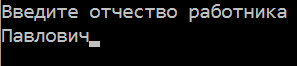 Введите отчество работника
Павлович